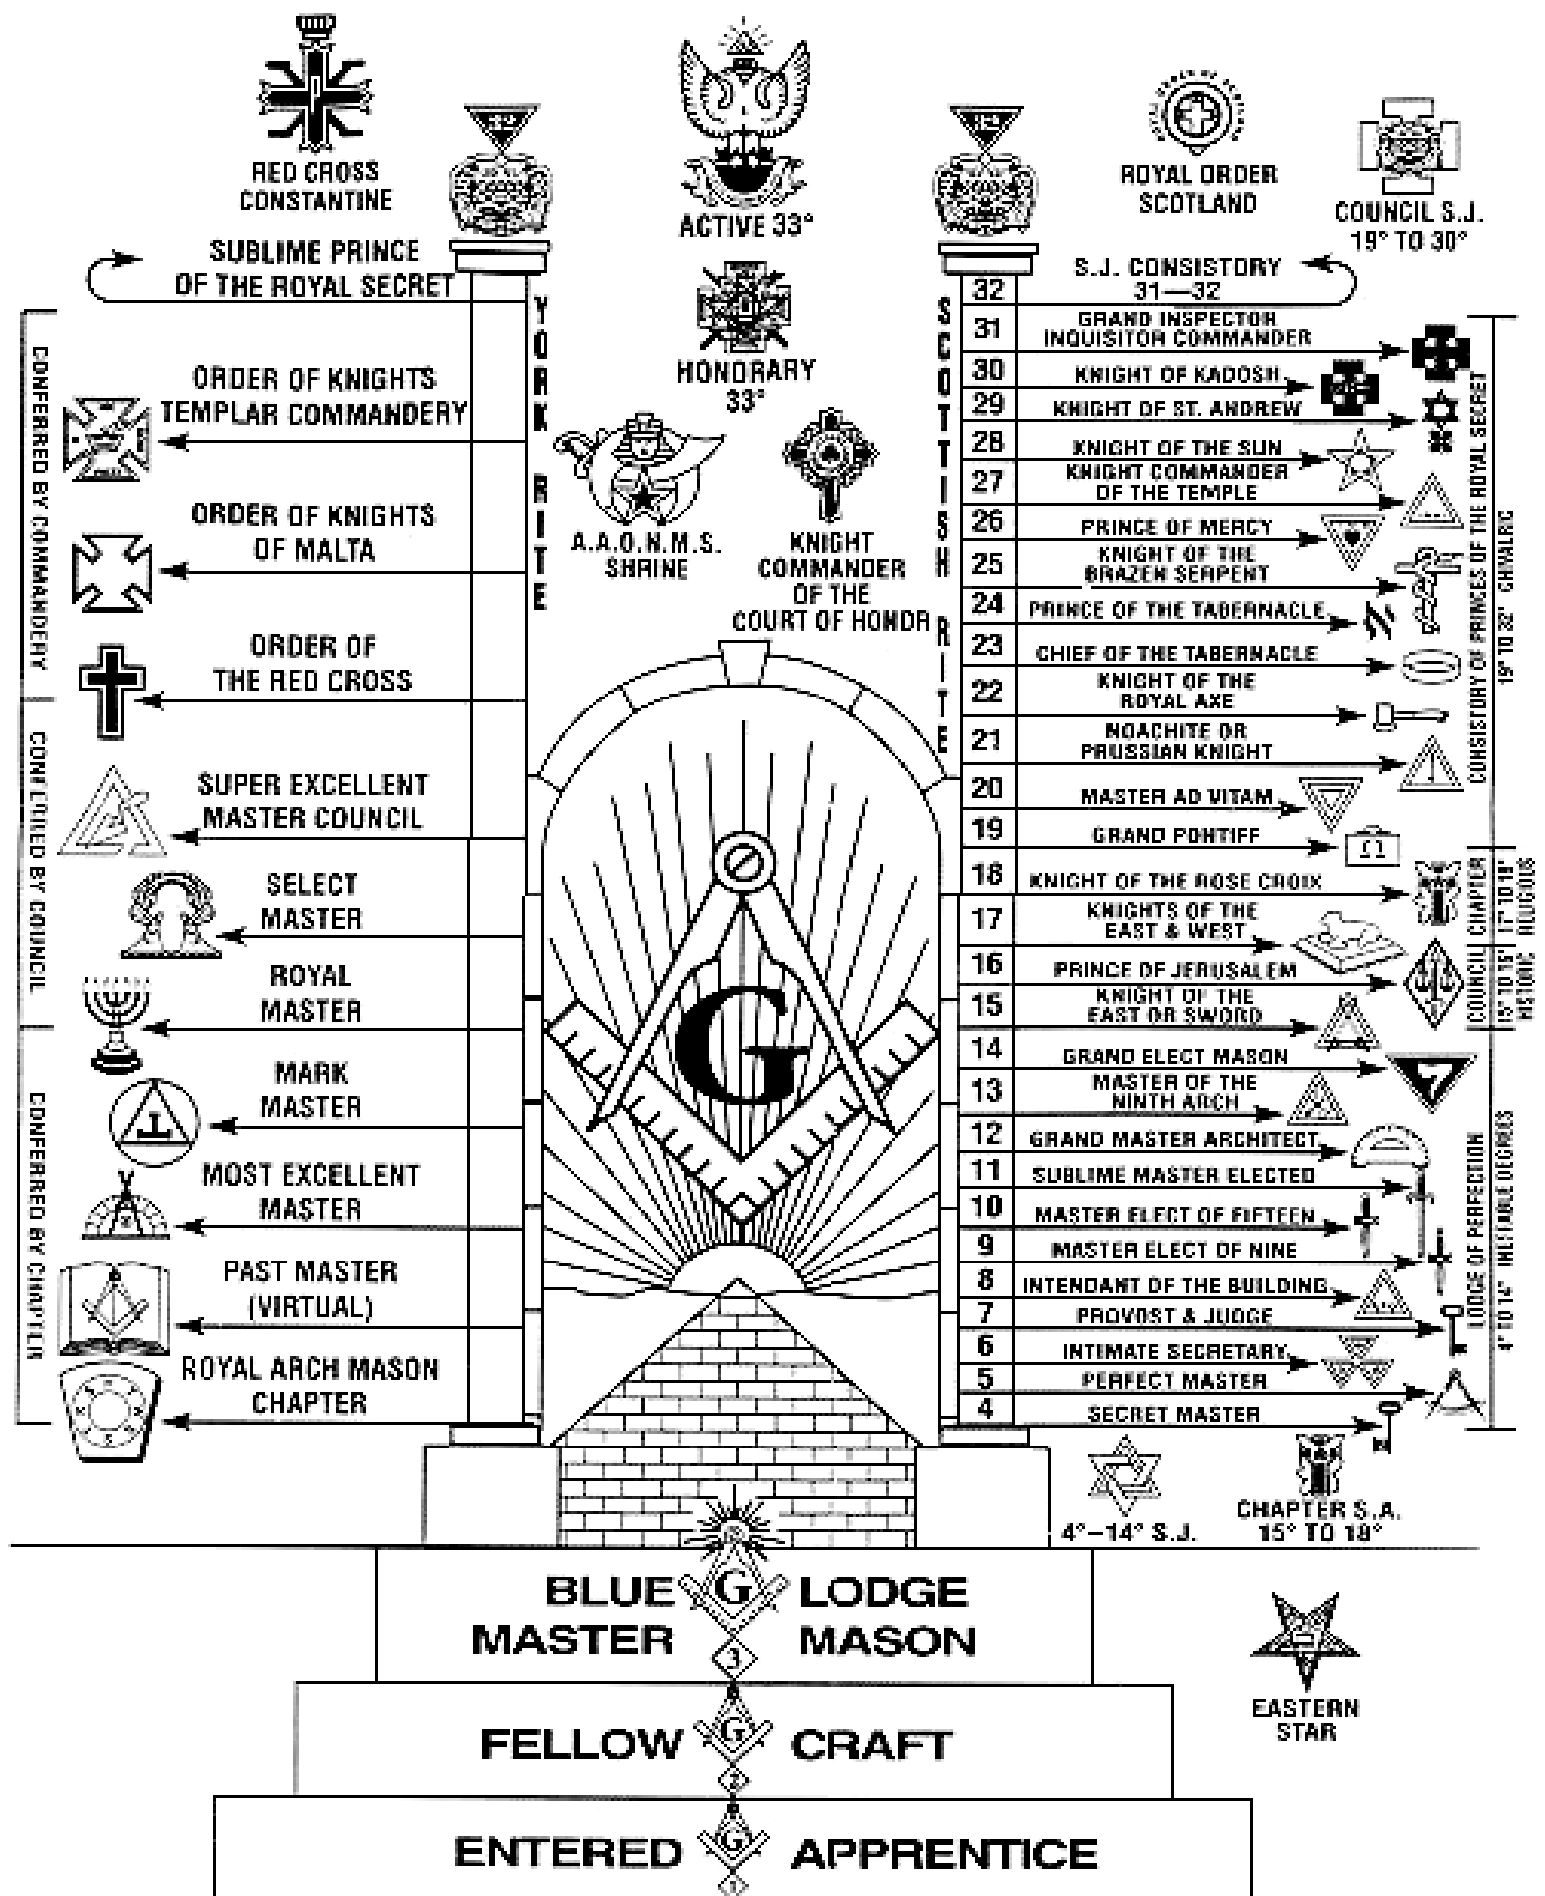 RED CROSS
CONSTANTINE
ACTIVE 33°
ROYAL ORDER
SCOTLAND
COUNCIL S.J.
19° TO 30°
SUBLIME PRINCE
OF THE ROYAL SECRET
HONORARY
33°
A.A.O.N.M.S.
SHRINE
KNIGHT
COMMANDER
OF THE
COURT OF HONOR
YORK RITE
SCOTTISH RITE
CONFERRED BY COMMANDERY
ORDER OF KNIGHTS
TEMPLAR COMMANDERY
ORDER OF KNIGHTS
OF MALTA
ORDER OF
THE RED CROSS
CONFERRED BY COUNCIL
SUPER EXCELLENT
MASTER COUNCIL
SELECT
MASTER
ROYAL
MASTER
CONFERRED BY CHAPTER
MARK
MASTER
MOST EXCELLENT
MASTER
PAST MASTER
(VIRTUAL)
ROYAL ARCH MASON
CHAPTER
G
S.J. CONSISTORY
32 31—32
31 GRAND INSPECTOR
INQUISITOR COMMANDER
30 KNIGHT OF KADOSH
29 KNIGHT OF ST. ANDREW
28 KNIGHT OF THE SUN
27 KNIGHT COMMANDER
OF THE TEMPLE
26 PRINCE OF MERCY
25 KNIGHT OF THE
BRAZEN SERPENT
24 PRINCE OF THE TABERNACLE
23 CHIEF OF THE TABERNACLE
22 KNIGHT OF THE
ROYAL AXE
21 NOACHITE OR
PRUSSIAN KNIGHT
20 MASTER AD VITAM
19 GRAND PONTIFF
18 KNIGHT OF THE ROSE CROIX
17 KNIGHTS OF THE
EAST & WEST
16 PRINCE OF JERUSALEM
15 KNIGHT OF THE
EAST OR SWORD
14 GRAND ELECT MASON
13 MASTER OF THE
NINTH ARCH
12 GRAND MASTER ARCHITECT
11 SUBLIME MASTER ELECTED
10 MASTER ELECT OF FIFTEEN
9 MASTER ELECT OF NINE
8 INTENDANT OF THE BUILDING
7 PROVOST & JUDGE
6 INTIMATE SECRETARY
5 PERFECT MASTER
4 SECRET MASTER
CONSISTORY OF PRINCES OF THE ROYAL SECRET
19° TO 32° CHIVALRIC
CHAPTER
17° TO 18°
COUNCIL
15° TO 16°
HISTORIC
LODGE OF PERFECTION
4° TO 14° INEFFABLE DEGREES
4°–14° S.J.
CHAPTER S.A.
15° TO 18°
BLUE G LODGE
MASTER 3 MASON
FELLOW G CRAFT
2
ENTERED G APPRENTICE
1
EASTERN
STAR